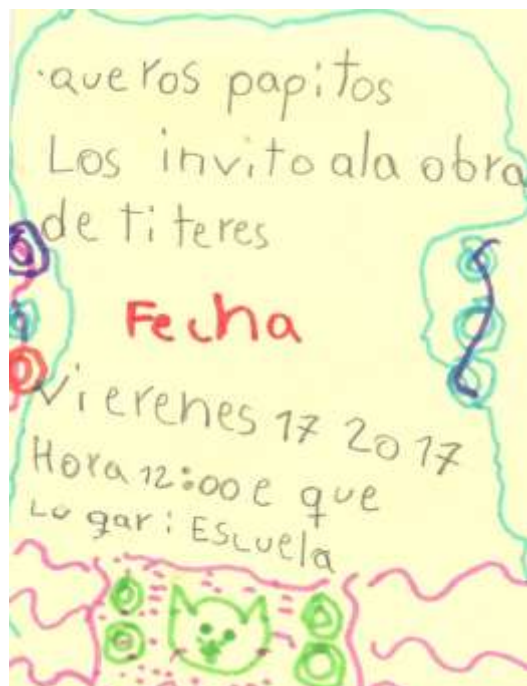 ·queros papitos
Los invito ala obra
de titeres
Fecha
Vierenes 17 2017
Hora 12:00 e que
Lugar: Escuela